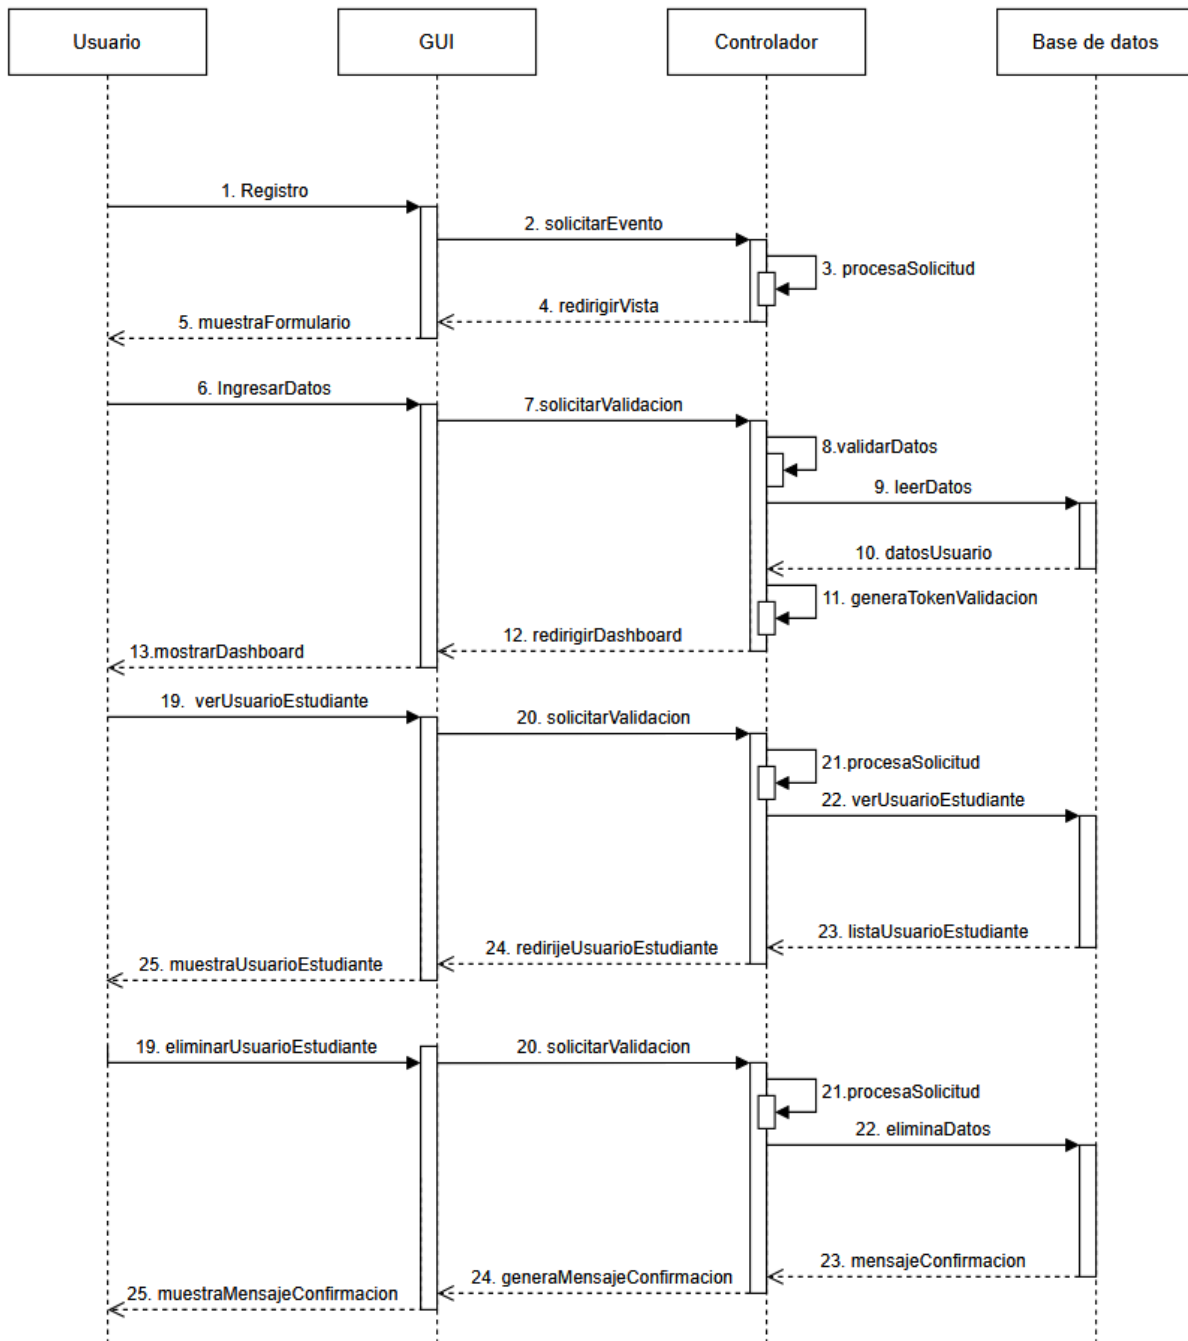 Usuario
GUI
Controlador
Base de datos
1. Registro
2. solicitarEvento
3. procesaSolicitud
4. redirigirVista
5. muestraFormulario
6. IngresarDatos
7.solicitarValidacion
8.validarDatos
9. leerDatos
10. datosUsuario
11. generaTokenValidacion
12. redirigirDashboard
13.mostrarDashboard
19. verUsuarioEstudiante
20. solicitarValidacion
21.procesaSolicitud
22. verUsuarioEstudiante
23. listaUsuarioEstudiante
24. redirijeUsuarioEstudiante
25. muestraUsuarioEstudiante
19. eliminarUsuarioEstudiante
20. solicitarValidacion
21.procesaSolicitud
22. eliminaDatos
23. mensajeConfirmacion
24. generaMensajeConfirmacion
25. muestraMensajeConfirmacion